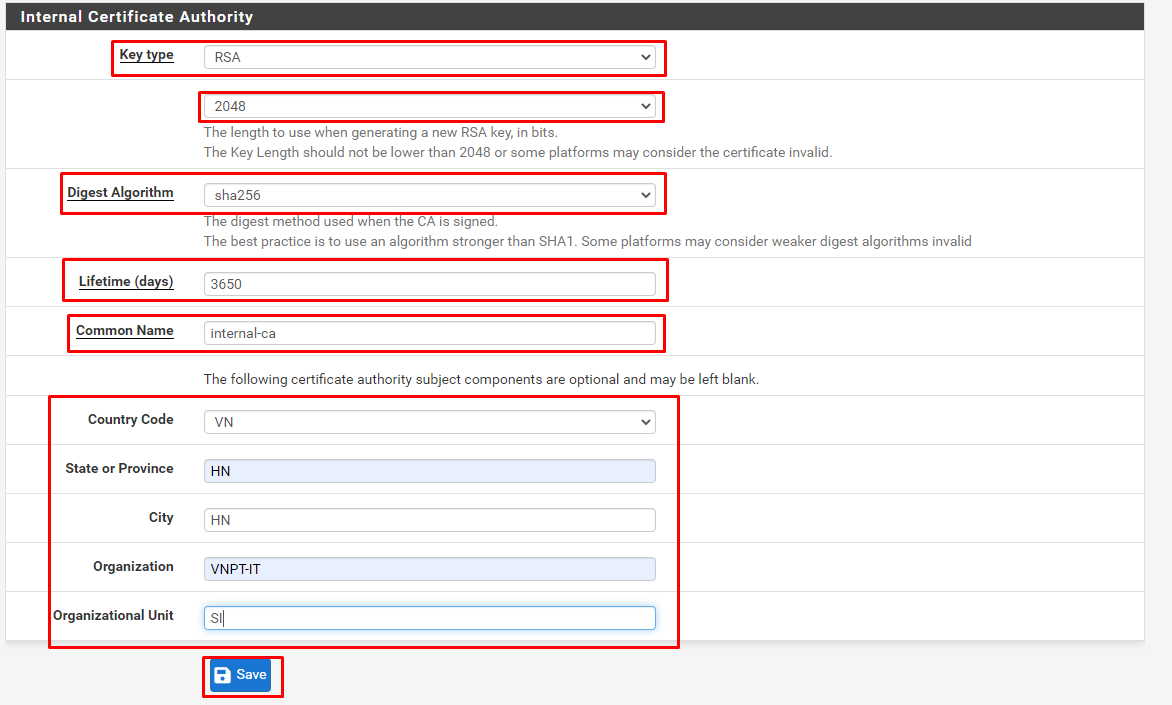 Internal Certificate Authority
Key type RSA
2048
The length to use when generating a new RSA key, in bits.
The Key Length should not be lower than 2048 or some platforms may consider the certificate invalid.
Digest Algorithm sha256
The digest method used when the CA is signed.
The best practice is to use an algorithm stronger than SHA1. Some platforms may consider weaker digest algorithms invalid
Lifetime (days) 3650
Common Name internal-ca
The following certificate authority subject components are optional and may be left blank.
Country Code VN
State or Province HN
City HN
Organization VNPT-IT
Organizational Unit SI
Save